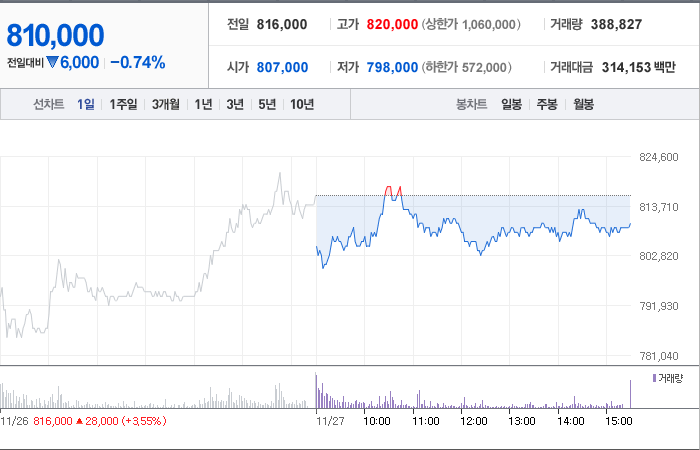 810,000
전일대비 ▼6,000 | -0.74%
전일 816,000 | 고가 820,000 (상한가 1,060,000) | 거래량 388,827
시가 807,000 | 저가 798,000 (하한가 572,000) | 거래대금 314,153 백만
선차트 1일 | 1주일 | 3개월 | 1년 | 3년 | 5년 | 10년
봉차트 일봉 | 주봉 | 월봉
824,600
813,710
802,820
791,930
781,040
거래량
11/26 816,000 ▲ 28,000 (+3,55%)
11/27 10:00 11:00 12:00 13:00 14:00 15:00